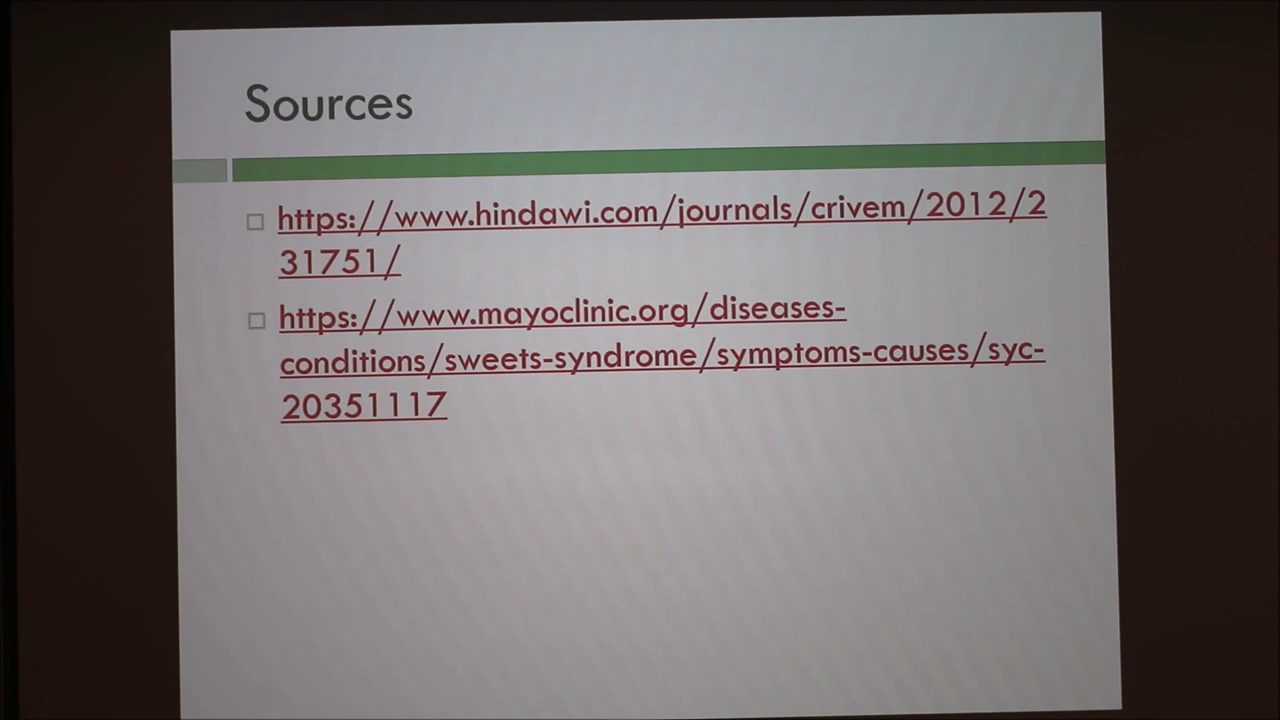 Sources
https://www.hindawi.com/journals/crivem/2012/2
31751/
https://www.mayoclinic.org/diseases-
conditions/sweets-syndrome/symptoms-causes/syc-
20351117